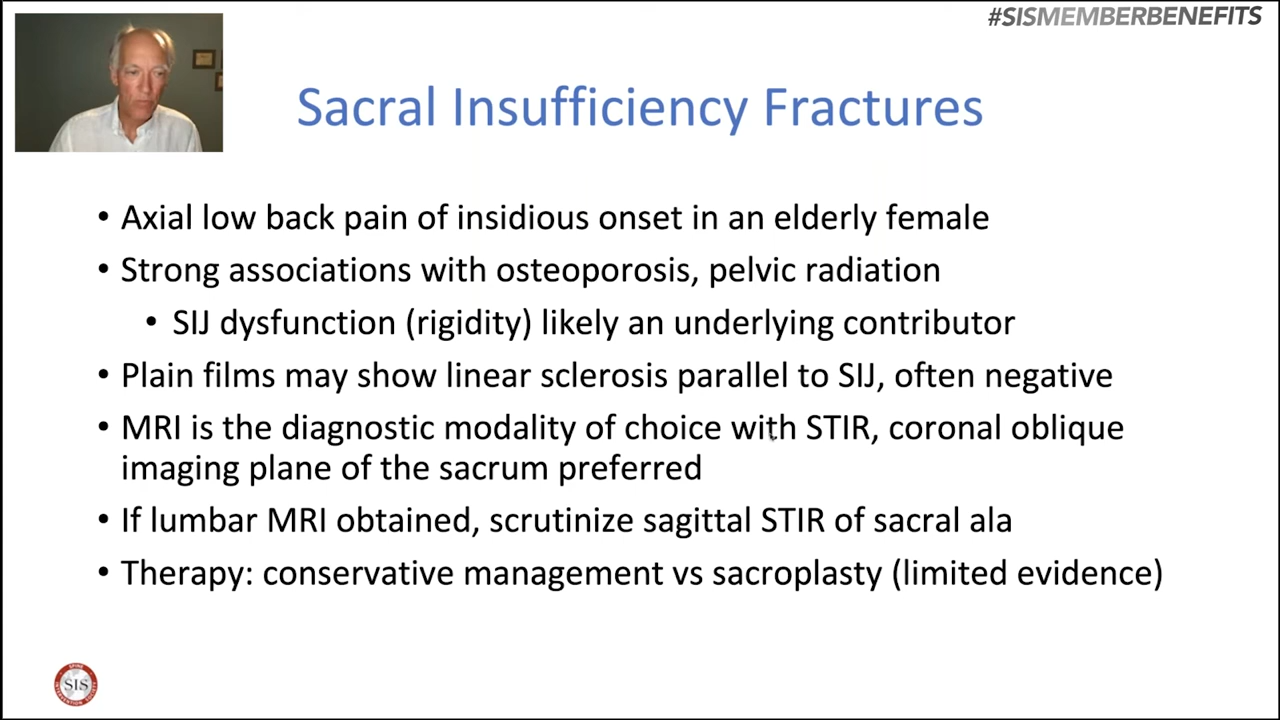 #SISMEMBERBENEFITS
Sacral Insufficiency Fractures
• Axial low back pain of insidious onset in an elderly female
• Strong associations with osteoporosis, pelvic radiation
• SIJ dysfunction (rigidity) likely an underlying contributor
• Plain films may show linear sclerosis parallel to SIJ, often negative
• MRI is the diagnostic modality of choice with STIR, coronal oblique
imaging plane of the sacrum preferred
• If lumbar MRI obtained, scrutinize sagittal STIR of sacral ala
• Therapy: conservative management vs sacroplasty (limited evidence)
SPINE
SIS
INTERVENTION SOCIETY